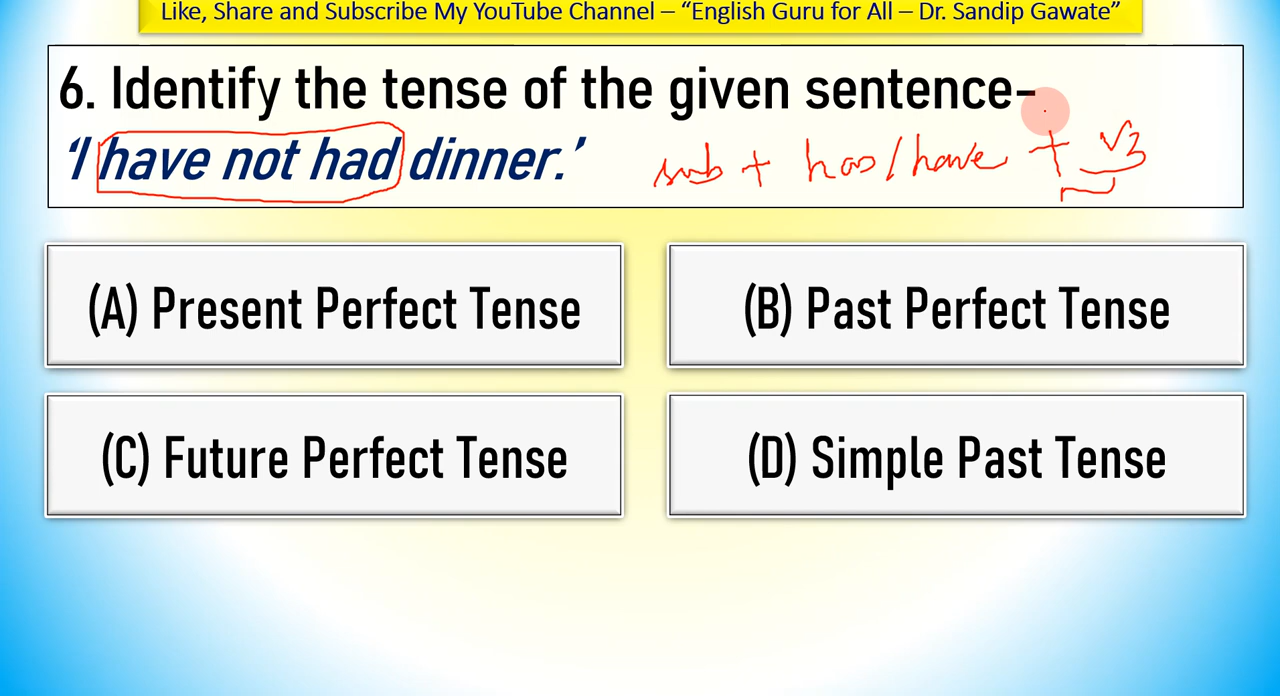 Like, Share and Subscribe My YouTube Channel – “English Guru for All – Dr. Sandip Gawate”
6. Identify the tense of the given sentence-
‘I have not had dinner.’ sub + has/have + V3
(A) Present Perfect Tense
(B) Past Perfect Tense
(C) Future Perfect Tense
(D) Simple Past Tense